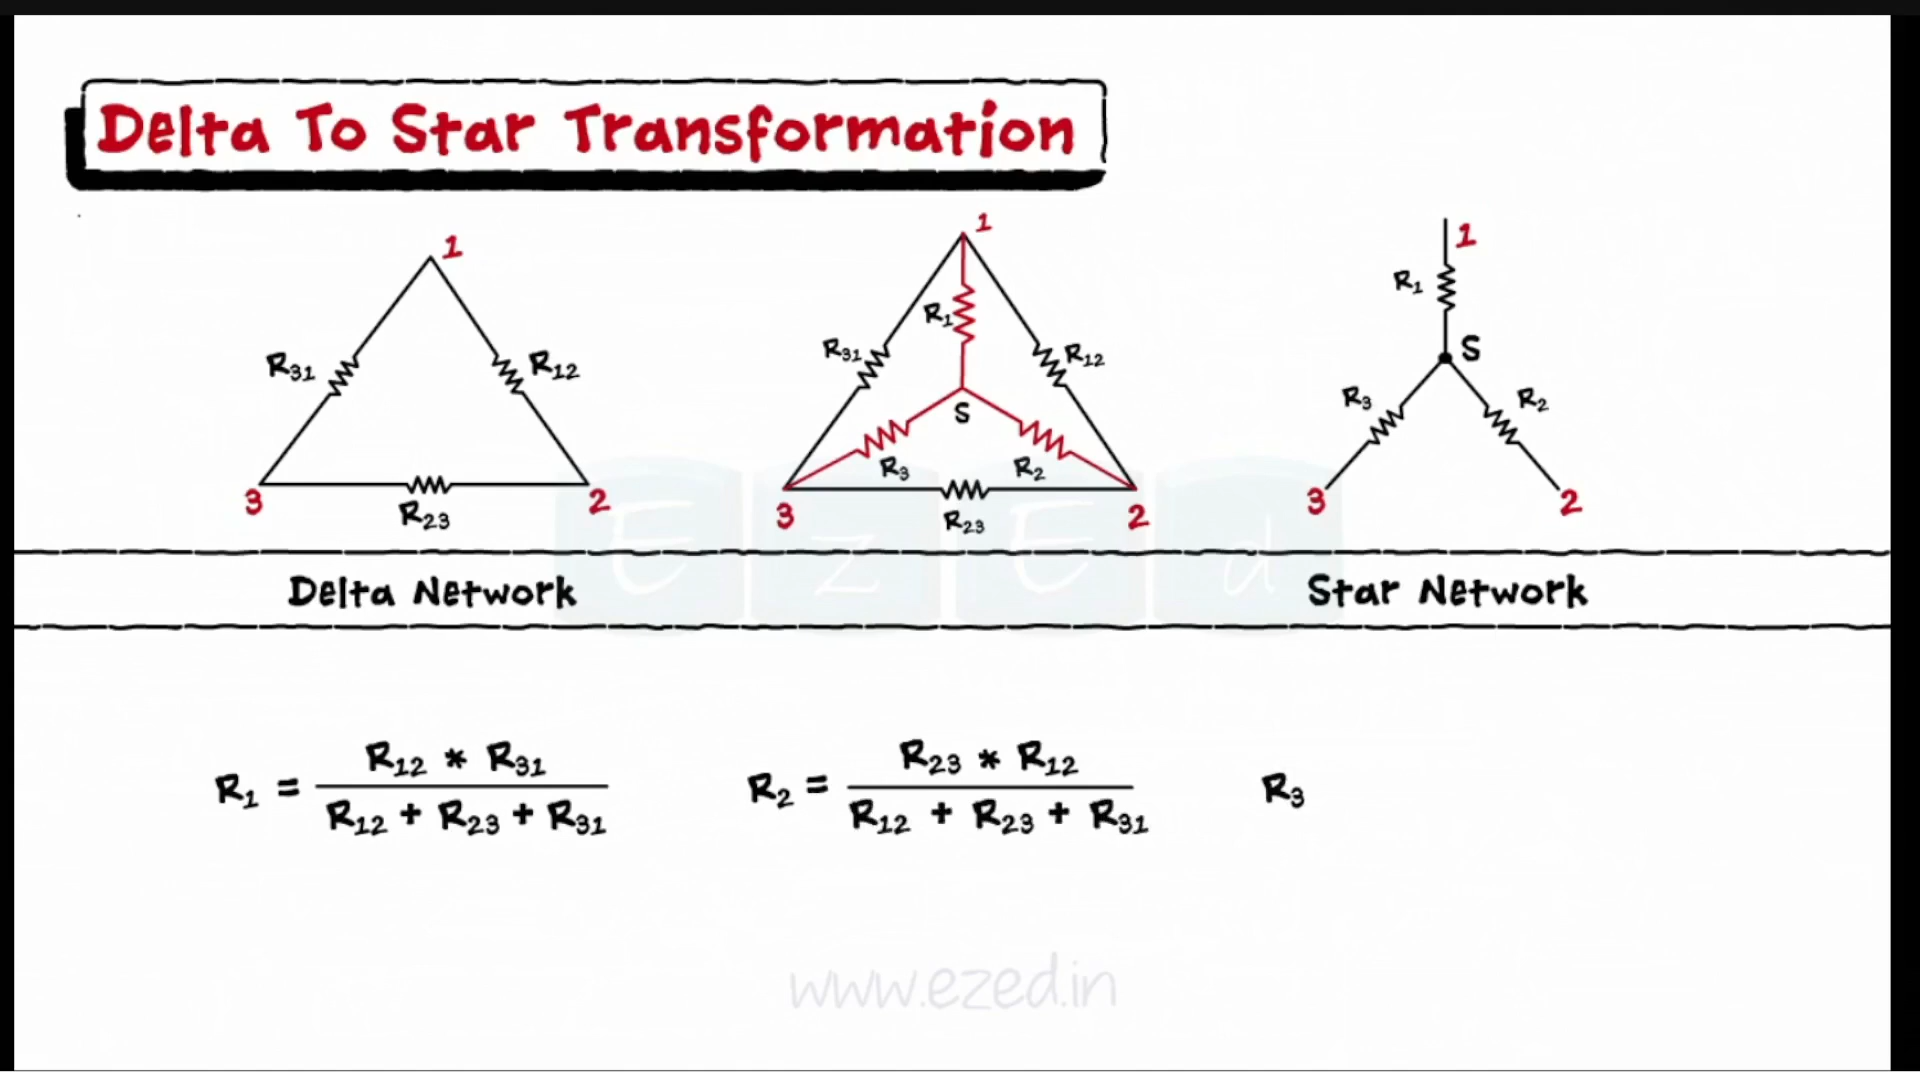 Delta To Star Transformation
1
R31
R12
3
R23
2
1
R1
R31
R12
S
R3
R2
3
R23
2
1
R1
S
R3
R2
3
2
EzEd
Delta Network
Star Network
R1 = R12 * R31
R12 + R23 + R31
R2 = R23 * R12
R12 + R23 + R31
R3
www.ezed.in